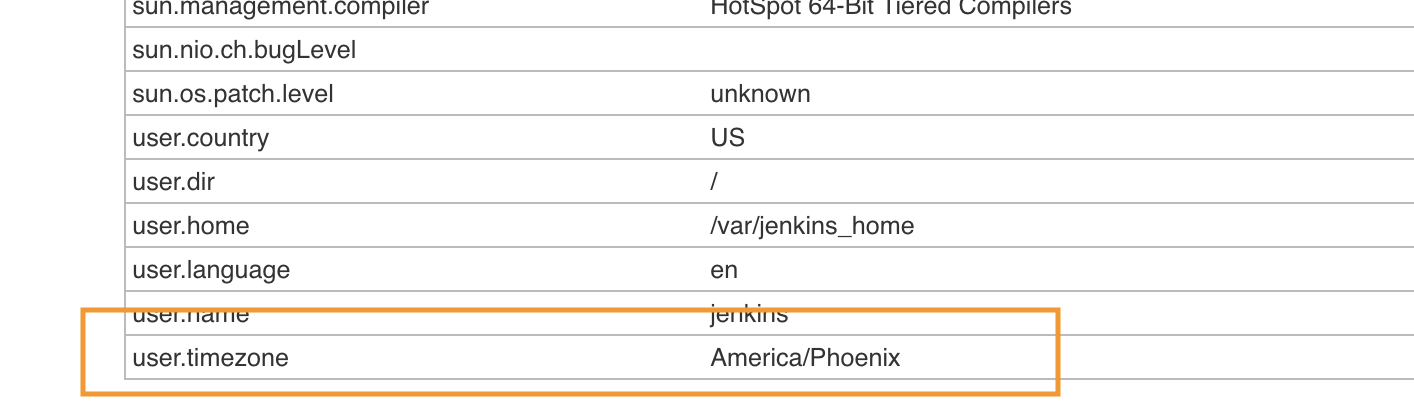 sun.management.compiler HotSpot 64-Bit Tiered Compilers
sun.nio.ch.bugLevel
sun.os.patch.level unknown
user.country US
user.dir /
user.home /var/jenkins_home
user.language en
user.name jenkins
user.timezone America/Phoenix